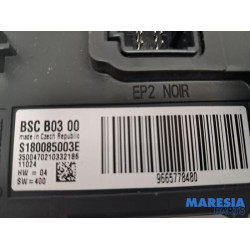 EP2 NOIR
BSC B03 00
made in Czech Republic
S180085003E
3500470210332186
11024
HW = 04
SW = 400
9665778480
MARESIA